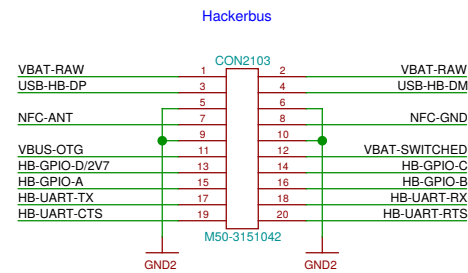 Hackerbus
CON2103
VBAT-RAW 1 2 VBAT-RAW
USB-HB-DP 3 4 USB-HB-DM
5 6
NFC-ANT 7 8 NFC-GND
9 10
VBUS-OTG 11 12 VBAT-SWITCHED
HB-GPIO-D/2V7 13 14 HB-GPIO-C
HB-GPIO-A 15 16 HB-GPIO-B
HB-UART-TX 17 18 HB-UART-RX
HB-UART-CTS 19 20 HB-UART-RTS
M50-3151042
GND2 GND2